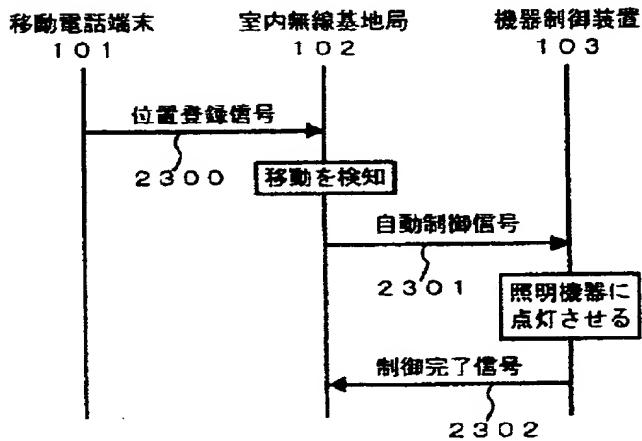 移動電話端末
101
室内無線基地局
102
機器制御装置
103
位置登録信号
2300
移動を検知
自動制御信号
2301
照明機器に
点灯させる
制御完了信号
2302